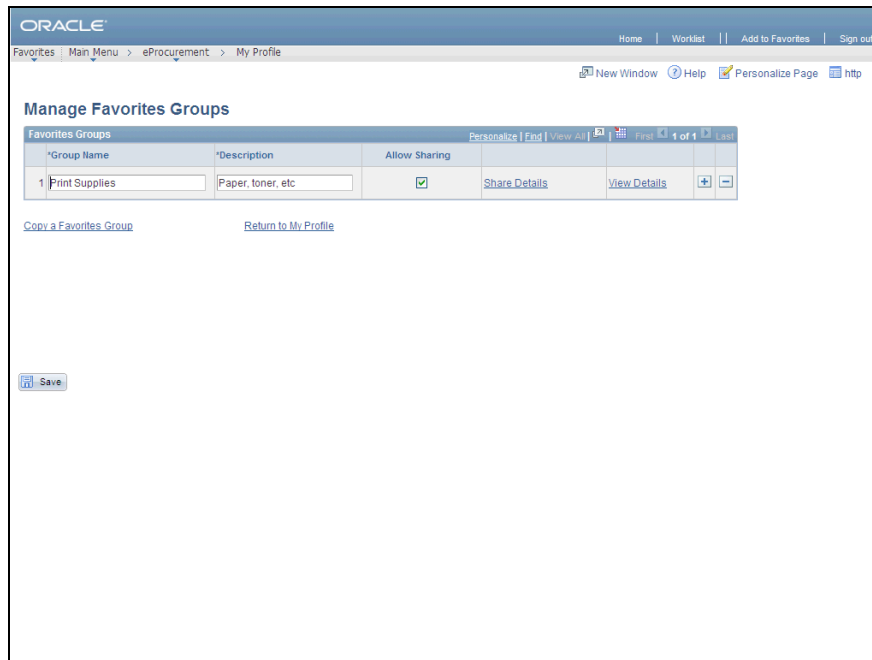 ORACLE
Home | Worklist || Add to Favorites | Sign out
Favorites Main Menu > eProcurement > My Profile
New Window Help Personalize Page http
Manage Favorites Groups
Favorites Groups Personalize | Find | View All | | First 1 of 1 Last
*Group Name *Description Allow Sharing
1 Print Supplies Paper, toner, etc Share Details View Details
Copy a Favorites Group Return to My Profile
Save